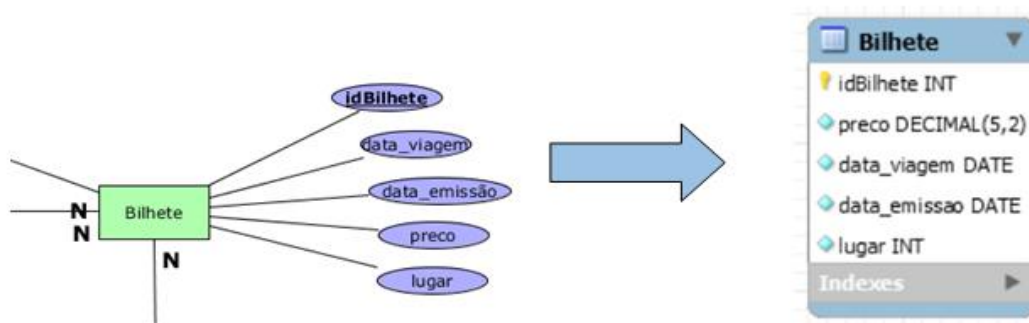 idBilhete
data_viagem
data_emissão
preco
lugar
Bilhete
N
N
N
Bilhete
idBilhete INT
preco DECIMAL(5,2)
data_viagem DATE
data_emissao DATE
lugar INT
Indexes